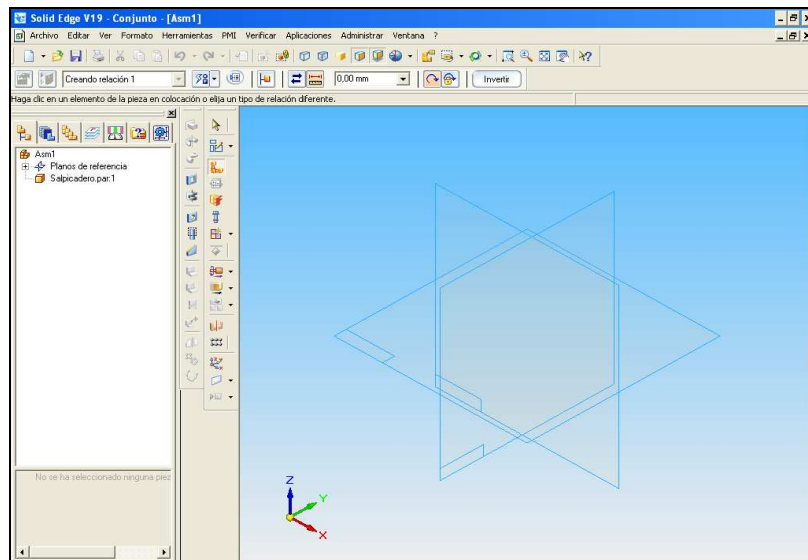 Solid Edge V19 - Conjunto - [Asm1]
Archivo Editar Ver Formato Herramientas PMI Verificar Aplicaciones Administrar Ventana ?
Creando relación 1 0,00 mm Invertir
Haga clic en un elemento de la pieza en colocación o elija un tipo de relación diferente.
Asm1
Planos de referencia
Salpicadero.par:1
No se ha seleccionado ninguna piez
Z
Y
X